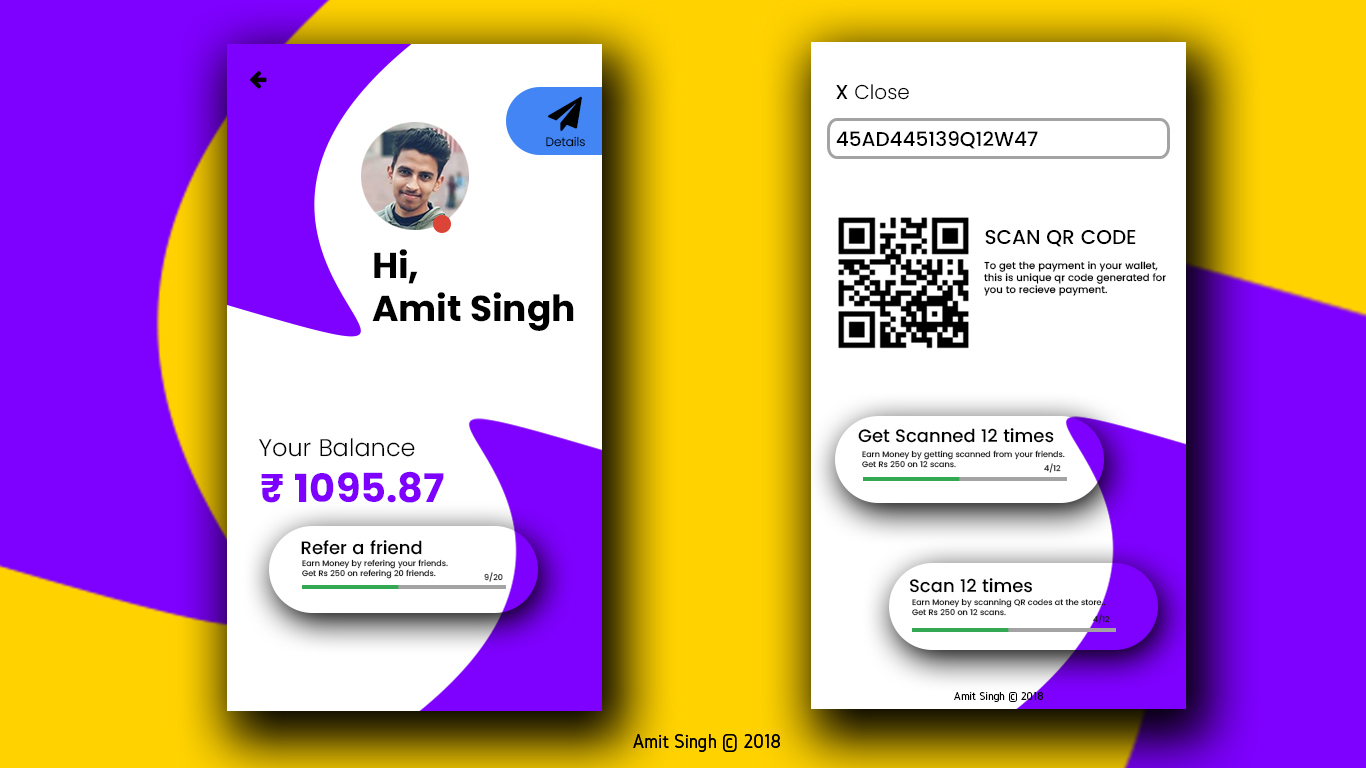 Details
Hi,
Amit Singh
Your Balance
₹ 1095.87
Refer a friend
Earn Money by refering your friends.
Get Rs 250 on refering 20 friends.
9/20
X Close
45AD445139Q12W47
SCAN QR CODE
To get the payment in your wallet,
this is unique qr code generated for
you to recieve payment.
Get Scanned 12 times
Earn Money by getting scanned from your friends.
Get Rs 250 on 12 scans.
4/12
Scan 12 times
Earn Money by scanning QR codes at the store.
Get Rs 250 on 12 scans.
4/12
Amit Singh © 2018
Amit Singh © 2018